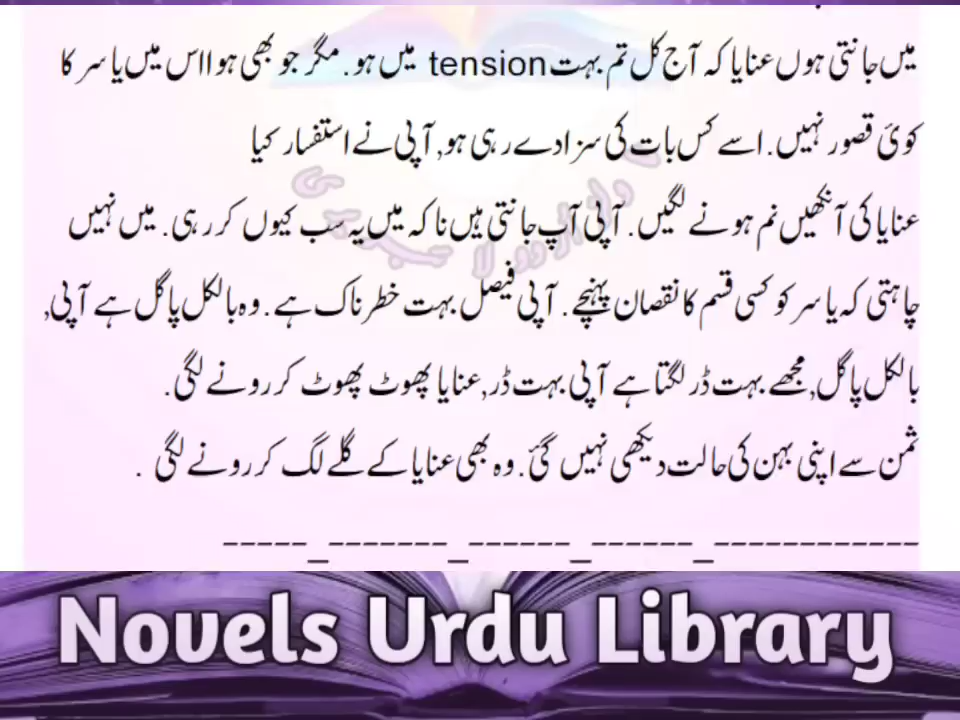 میں جانتی ہوں عنایا کہ آج کل تم بہت tension میں ہو. مگر جو بھی ہوا اس میں یاسر کا
کوئ قصور نہیں. اسے کس بات کی سزا دے رہی ہو, آپی نے استفسار کیا
عنایا کی آنکھیں نم ہونے لگیں. آپی آپ جانتی ہیں نا کہ میں یہ سب کیوں کر رہی. میں نہیں
چاہتی کہ یاسر کو کسی قسم کا نقصان پہنچے. آپی فیصل بہت خطرناک ہے. وہ بالکل پاگل ہے آپی,
بالکل پاگل, مجھے بہت ڈر لگتا ہے آپی بہت ڈر, عنایا پھوٹ پھوٹ کر رونے لگی.
ثمن سے اپنی بہن کی حالت دیکھی نہیں گئ. وہ بھی عنایا کے گلے لگ کر رونے لگی .
------------_------_------_-------_-----
Novels Urdu Library